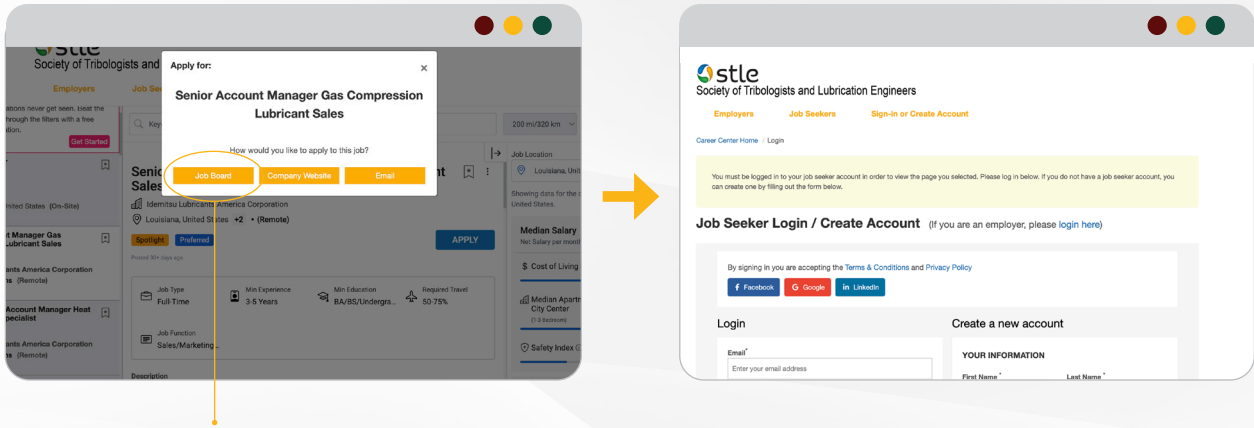 stle
Society of Tribologists and
Employers
Job See
ations never get seen. Beat the
through the filters with a free
ation.
Get Started
United States (On-Site)
t Manager Gas
Lubricant Sales
ants America Corporation
ns (Remote)
Account Manager Heat
pecialist
ants America Corporation
ns (Remote)
Apply for:
×
Senior Account Manager Gas Compression
Lubricant Sales
How would you like to apply to this job?
Job Board
Company Website
Email
Key
200 mi/320 km
Senio
nt
Sales
Idemitsu Lubricants America Corporation
Louisiana, United States +2 • (Remote)
Spotlight
Preferred
APPLY
Posted 30+ days ago
Job Type
Full-Time
Min Experience
3-5 Years
Min Education
BA/BS/Undergra...
Required Travel
50-75%
Job Function
Sales/Marketing...
Description
Job Location
Louisiana, Unit
Showing data for the c
United States.
Median Salary
Net Salary per month
$ Cost of Living
Median Apartm
City Center
(1-3 Bedroom)
Safety Index
stle
Society of Tribologists and Lubrication Engineers
Employers
Job Seekers
Sign-in or Create Account
Career Center Home / Login
You must be logged in to your job seeker account in order to view the page you selected. Please log in below. If you do not have a job seeker account, you
can create one by filling out the form below.
Job Seeker Login / Create Account (If you are an employer, please login here)
By signing in you are accepting the Terms & Conditions and Privacy Policy
Facebook
Google
LinkedIn
Login
Create a new account
Email*
Enter your email address
YOUR INFORMATION
First Name *
Last Name *